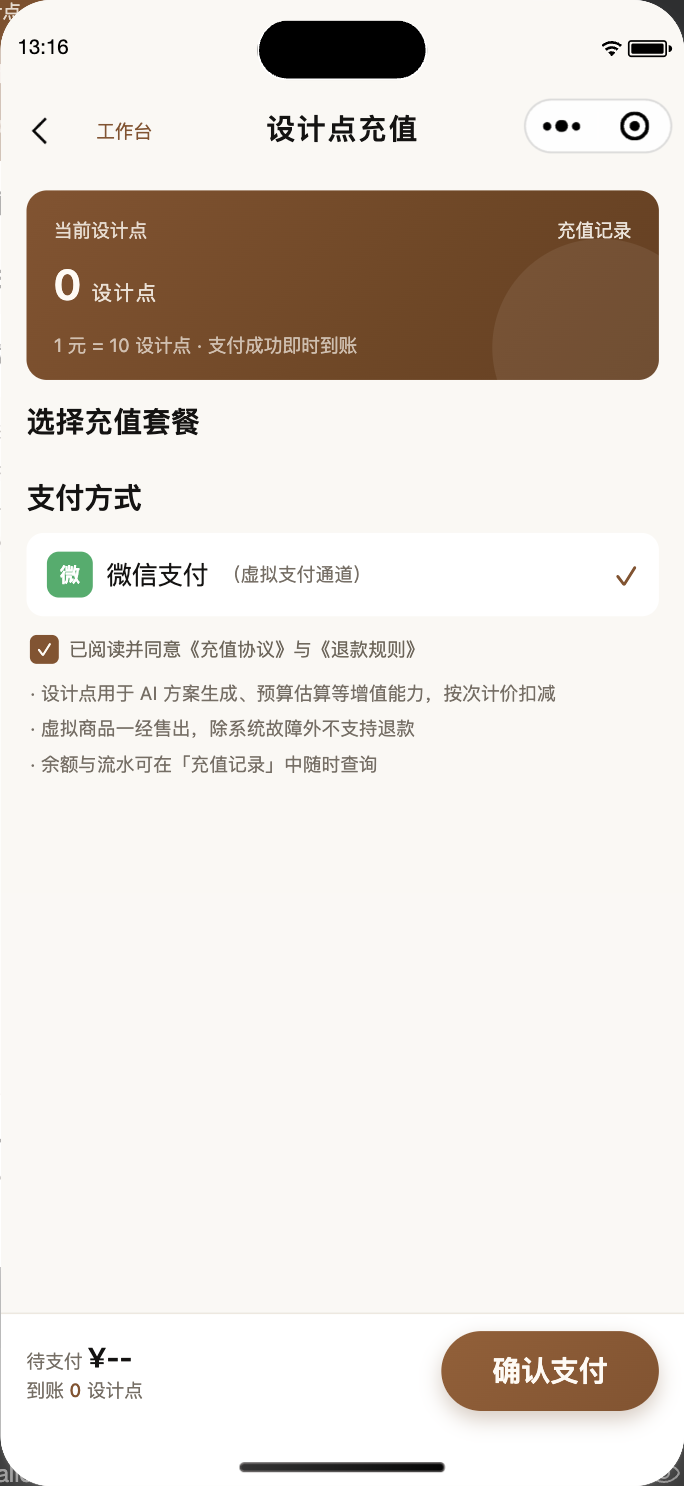 13:16
工作台
设计点充值
当前设计点
充值记录
0 设计点
1 元 = 10 设计点 · 支付成功即时到账
选择充值套餐
支付方式
微 微信支付 （虚拟支付通道）
已阅读并同意《充值协议》与《退款规则》
· 设计点用于 AI 方案生成、预算估算等增值能力，按次计价扣减
· 虚拟商品一经售出，除系统故障外不支持退款
· 余额与流水可在「充值记录」中随时查询
待支付 ¥--
到账 0 设计点
确认支付